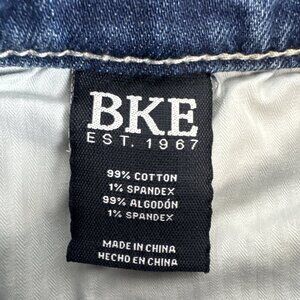 BKE
EST. 1967
99% COTTON
1% SPANDEX
99% ALGODÓN
1% SPANDEX
MADE IN CHINA
HECHO EN CHINA